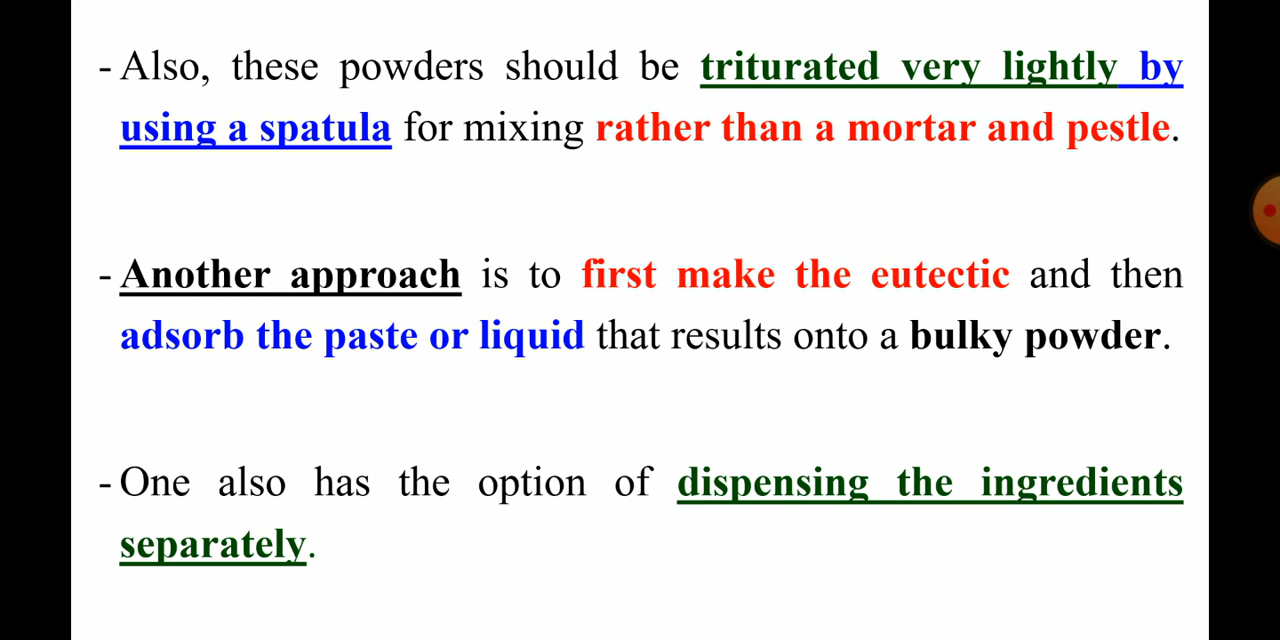 - Also, these powders should be triturated very lightly by
using a spatula for mixing rather than a mortar and pestle.
- Another approach is to first make the eutectic and then
adsorb the paste or liquid that results onto a bulky powder.
- One also has the option of dispensing the ingredients
separately.